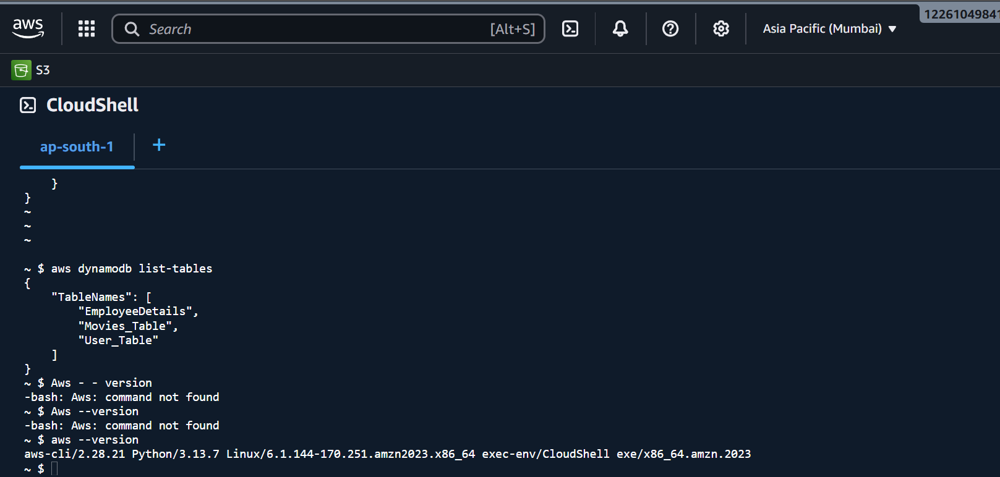 12261049841
aws
Search [Alt+S]
Asia Pacific (Mumbai) ▼
S3
CloudShell
ap-south-1 +
    }
}
~
~
~
~ $ aws dynamodb list-tables
{
    "TableNames": [
        "EmployeeDetails",
        "Movies_Table",
        "User_Table"
    ]
}
~ $ Aws - - version
-bash: Aws: command not found
~ $ Aws --version
-bash: Aws: command not found
~ $ aws --version
aws-cli/2.28.21 Python/3.13.7 Linux/6.1.144-170.251.amzn2023.x86_64 exec-env/CloudShell exe/x86_64.amzn.2023
~ $